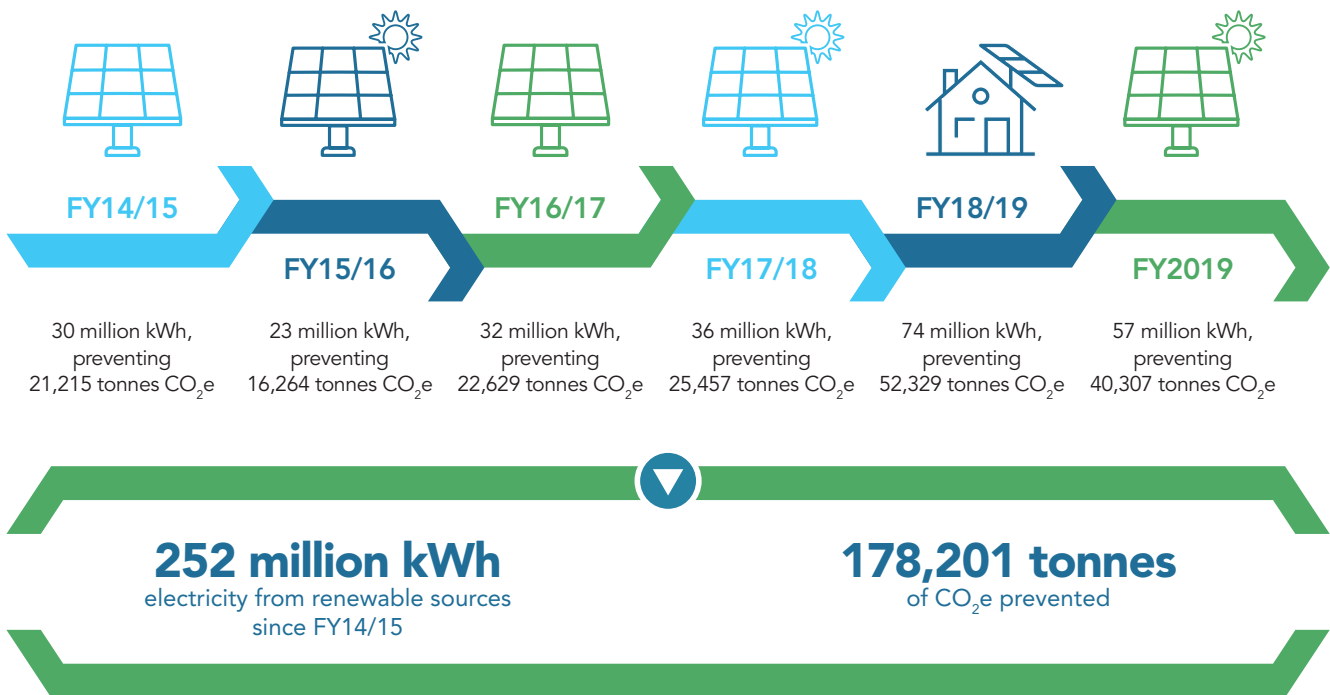 FY14/15
FY15/16
FY16/17
FY17/18
FY18/19
FY2019
30 million kWh,
preventing
21,215 tonnes CO₂e
23 million kWh,
preventing
16,264 tonnes CO₂e
32 million kWh,
preventing
22,629 tonnes CO₂e
36 million kWh,
preventing
25,457 tonnes CO₂e
74 million kWh,
preventing
52,329 tonnes CO₂e
57 million kWh,
preventing
40,307 tonnes CO₂e
252 million kWh
electricity from renewable sources
since FY14/15
178,201 tonnes
of CO₂e prevented